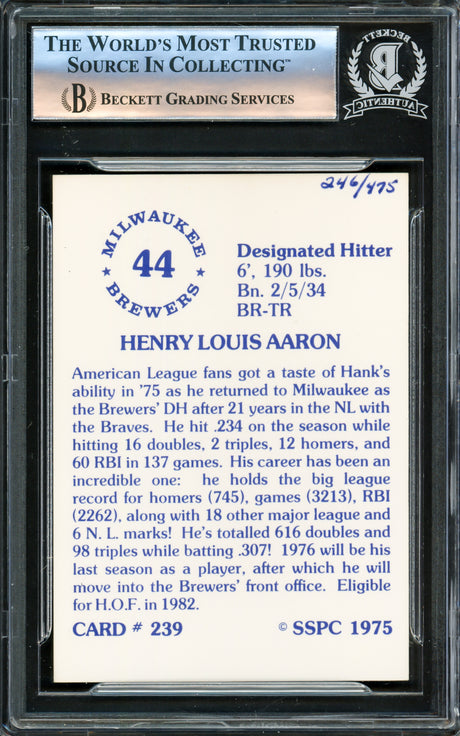 THE WORLD'S MOST TRUSTED
SOURCE IN COLLECTING™
B BECKETT GRADING SERVICES
BECKETT
B
AUTHENTIC
246/475
MILWAUKEE
44
BREWERS
Designated Hitter
6', 190 lbs.
Bn. 2/5/34
BR-TR
HENRY LOUIS AARON
American League fans got a taste of Hank's
ability in '75 as he returned to Milwaukee as
the Brewers' DH after 21 years in the NL with
the Braves. He hit .234 on the season while
hitting 16 doubles, 2 triples, 12 homers, and
60 RBI in 137 games. His career has been an
incredible one: he holds the big league
record for homers (745), games (3213), RBI
(2262), along with 18 other major league and
6 N. L. marks! He's totalled 616 doubles and
98 triples while batting .307! 1976 will be his
last season as a player, after which he will
move into the Brewers' front office. Eligible
for H.O.F. in 1982.
CARD # 239
© SSPC 1975